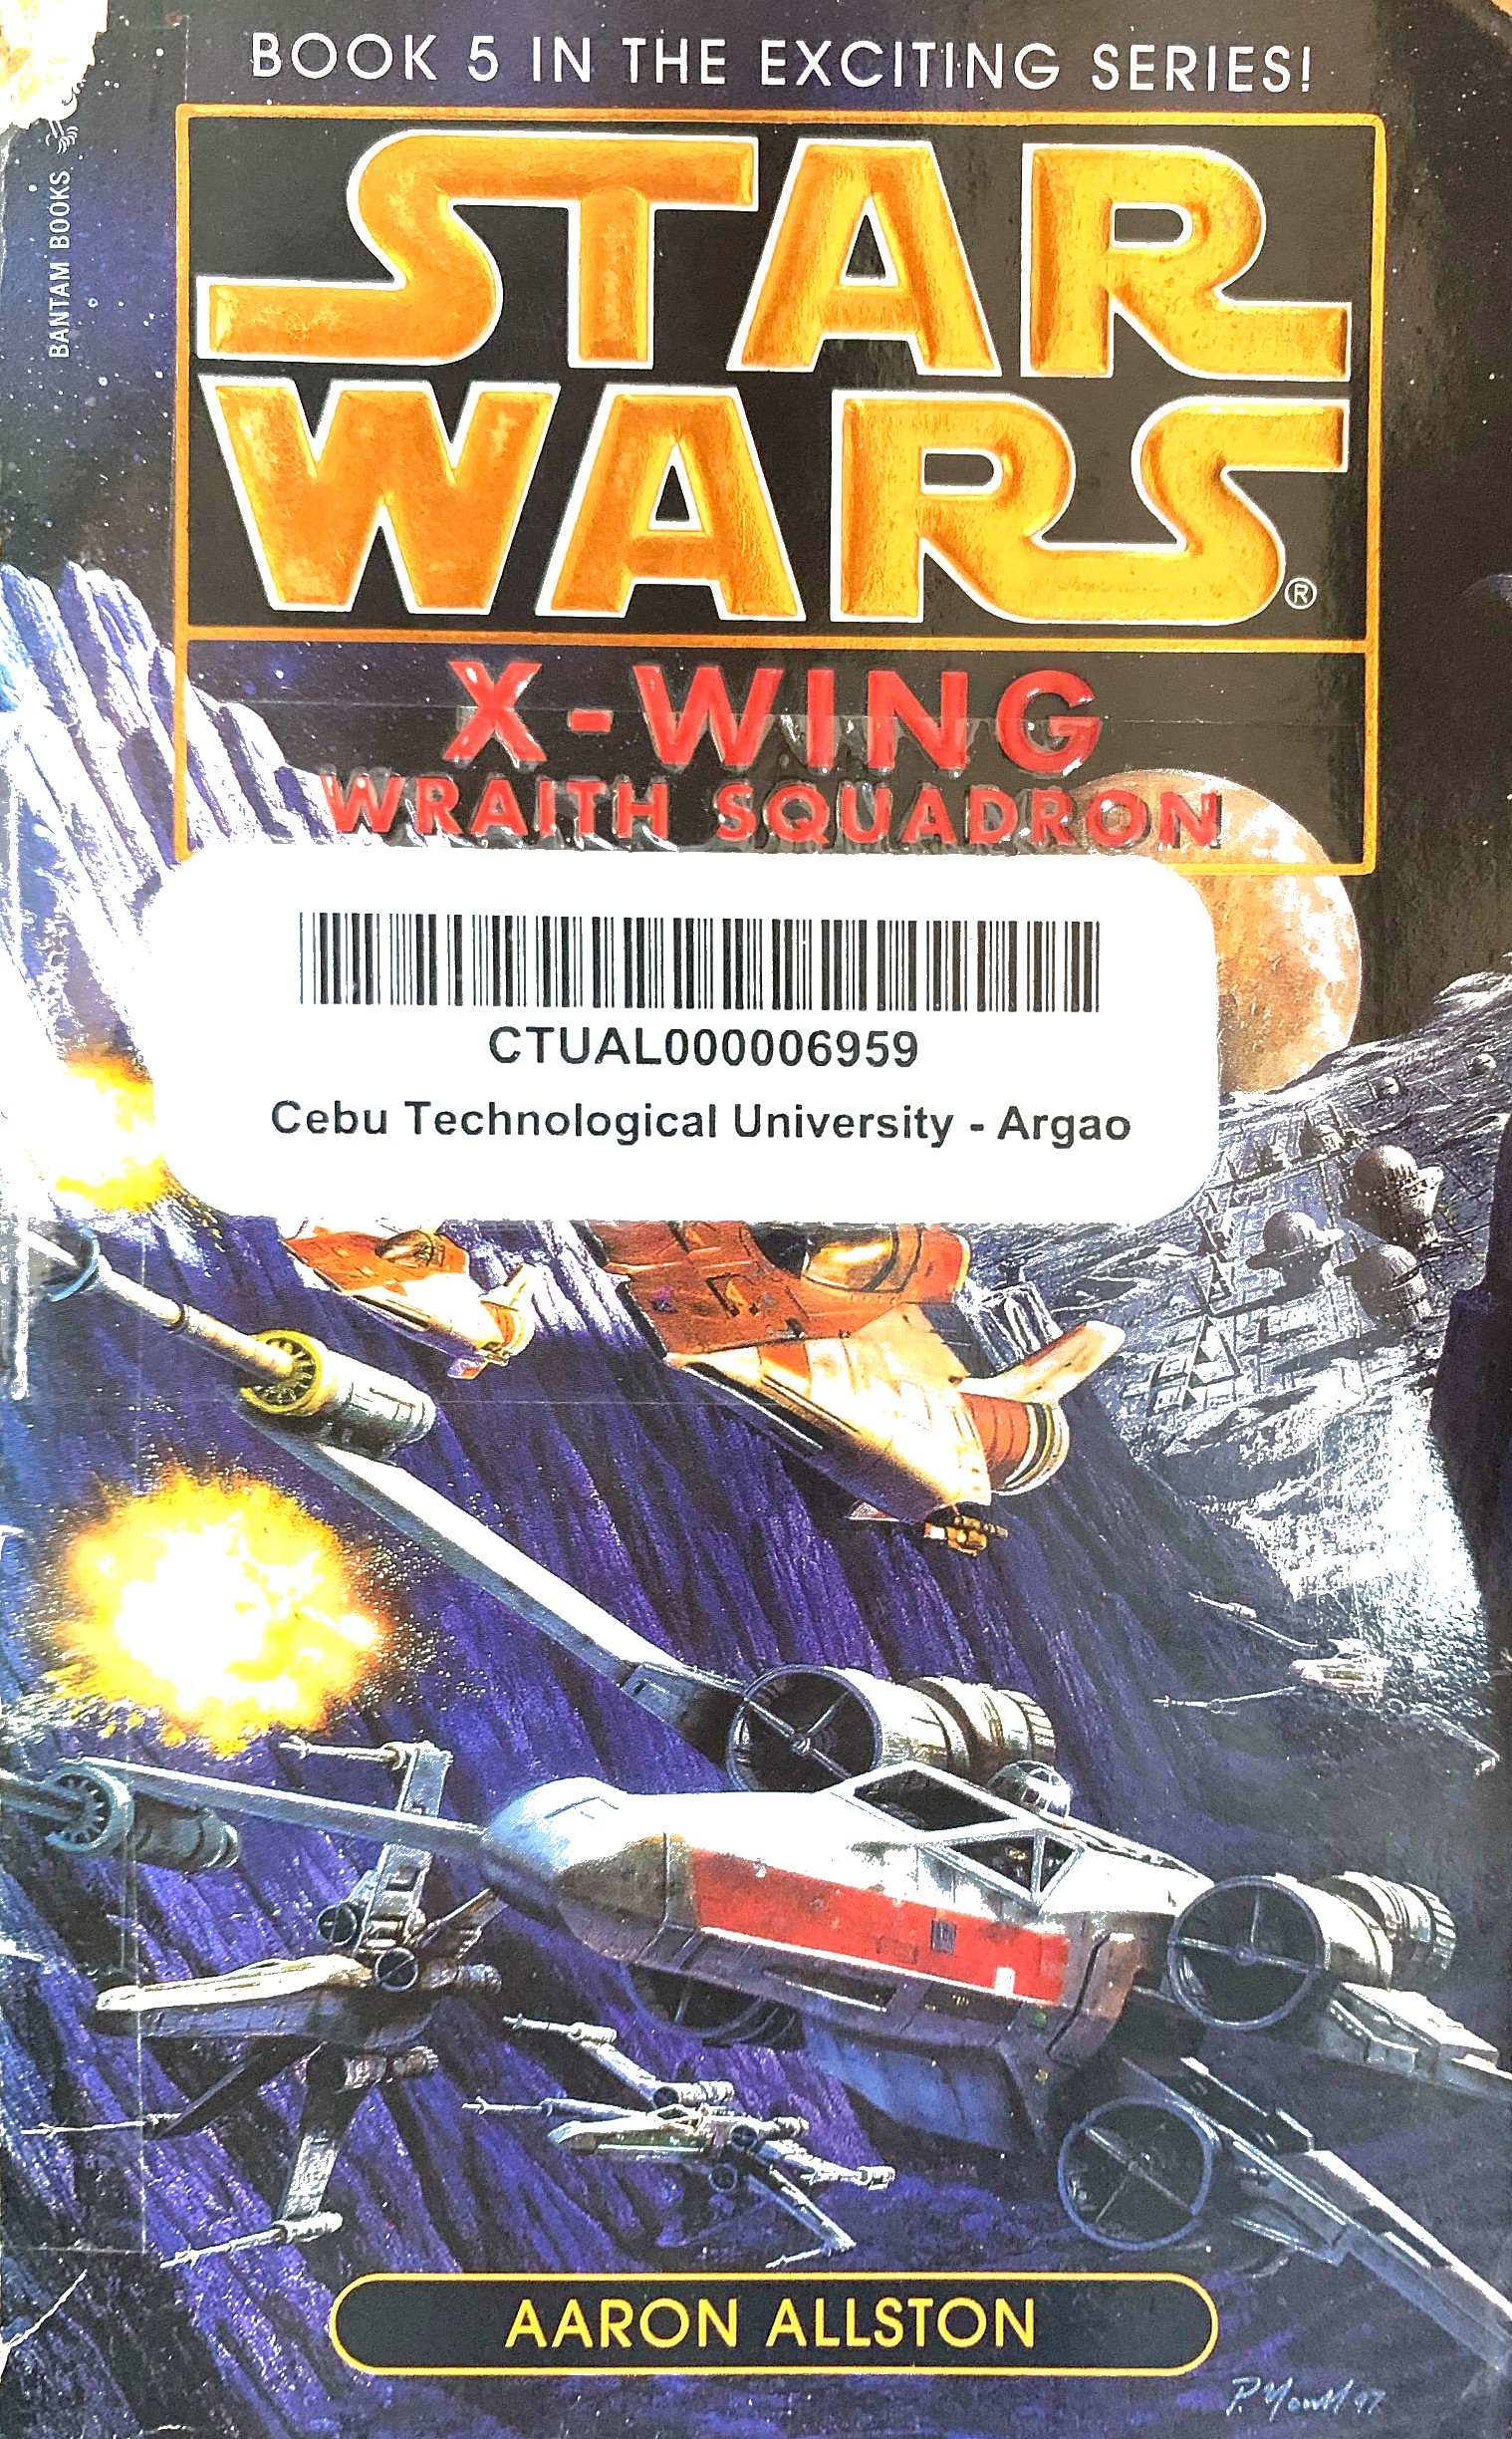 BOOK 5 IN THE EXCITING SERIES!
BANTAM BOOKS
STAR
WARS®
X-WING
WRAITH SQUADRON
CTUAL000006959
Cebu Technological University - Argao
AARON ALLSTON